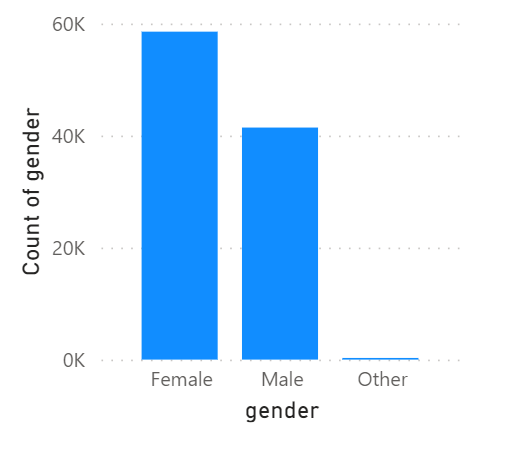 60K
40K
20K
0K
Count of gender
Female Male Other
gender